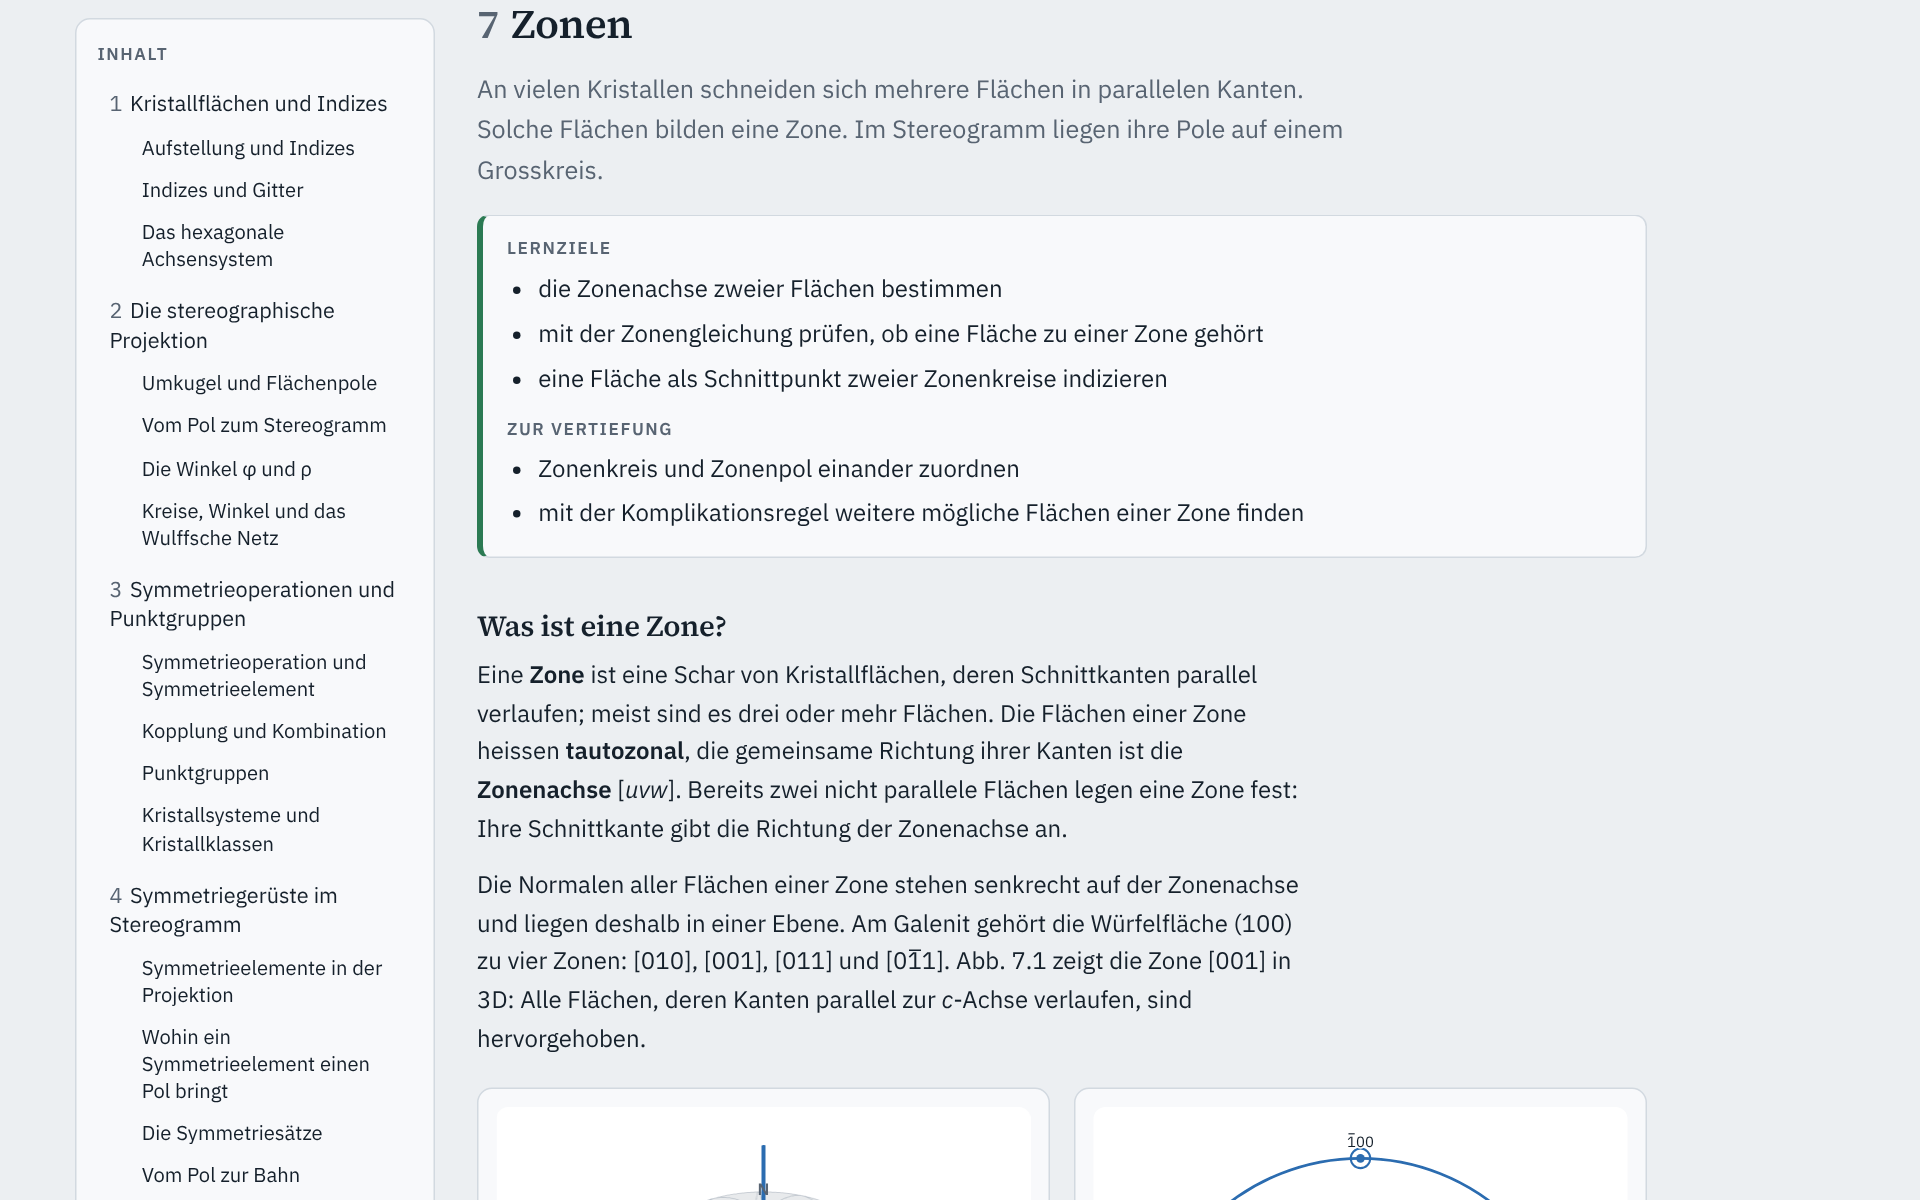 INHALT
1 Kristallflächen und Indizes
Aufstellung und Indizes
Indizes und Gitter
Das hexagonale
Achsensystem
2 Die stereographische
Projektion
Umkugel und Flächenpole
Vom Pol zum Stereogramm
Die Winkel φ und ρ
Kreise, Winkel und das
Wulffsche Netz
3 Symmetrieoperationen und
Punktgruppen
Symmetrieoperation und
Symmetrieelement
Kopplung und Kombination
Punktgruppen
Kristallsysteme und
Kristallklassen
4 Symmetriegerüste im
Stereogramm
Symmetrieelemente in der
Projektion
Wohin ein
Symmetrieelement einen
Pol bringt
Die Symmetriesätze
Vom Pol zur Bahn
7 Zonen
An vielen Kristallen schneiden sich mehrere Flächen in parallelen Kanten.
Solche Flächen bilden eine Zone. Im Stereogramm liegen ihre Pole auf einem
Grosskreis.
LERNZIELE
• die Zonenachse zweier Flächen bestimmen
• mit der Zonengleichung prüfen, ob eine Fläche zu einer Zone gehört
• eine Fläche als Schnittpunkt zweier Zonenkreise indizieren
ZUR VERTIEFUNG
• Zonenkreis und Zonenpol einander zuordnen
• mit der Komplikationsregel weitere mögliche Flächen einer Zone finden
Was ist eine Zone?
Eine Zone ist eine Schar von Kristallflächen, deren Schnittkanten parallel
verlaufen; meist sind es drei oder mehr Flächen. Die Flächen einer Zone
heissen tautozonal, die gemeinsame Richtung ihrer Kanten ist die
Zonenachse [uvw]. Bereits zwei nicht parallele Flächen legen eine Zone fest:
Ihre Schnittkante gibt die Richtung der Zonenachse an.
Die Normalen aller Flächen einer Zone stehen senkrecht auf der Zonenachse
und liegen deshalb in einer Ebene. Am Galenit gehört die Würfelfläche (100)
zu vier Zonen: [010], [001], [011] und [01̅1]. Abb. 7.1 zeigt die Zone [001] in
3D: Alle Flächen, deren Kanten parallel zur c-Achse verlaufen, sind
hervorgehoben.
N
1̅00